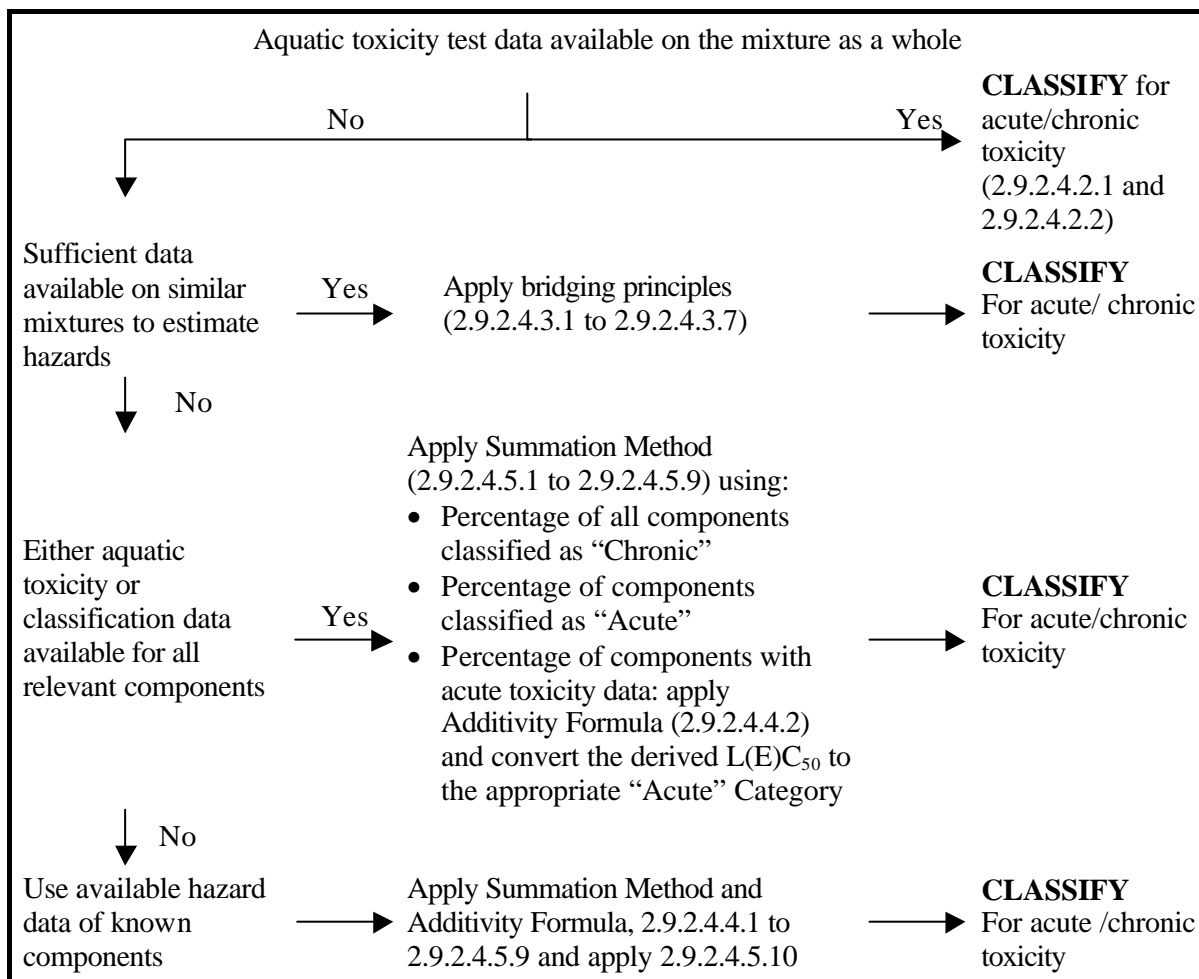 Aquatic toxicity test data available on the mixture as a whole
No
Yes
CLASSIFY for
acute/chronic
toxicity
(2.9.2.4.2.1 and
2.9.2.4.2.2)
Sufficient data
available on similar
mixtures to estimate
hazards
Yes
Apply bridging principles
(2.9.2.4.3.1 to 2.9.2.4.3.7)
CLASSIFY
For acute/ chronic
toxicity
No
Either aquatic
toxicity or
classification data
available for all
relevant components
Yes
Apply Summation Method
(2.9.2.4.5.1 to 2.9.2.4.5.9) using:
• Percentage of all components
classified as “Chronic”
• Percentage of components
classified as “Acute”
• Percentage of components with
acute toxicity data: apply
Additivity Formula (2.9.2.4.4.2)
and convert the derived L(E)C50 to
the appropriate “Acute” Category
CLASSIFY
For acute/chronic
toxicity
No
Use available hazard
data of known
components
Apply Summation Method and
Additivity Formula, 2.9.2.4.4.1 to
2.9.2.4.5.9 and apply 2.9.2.4.5.10
CLASSIFY
For acute /chronic
toxicity